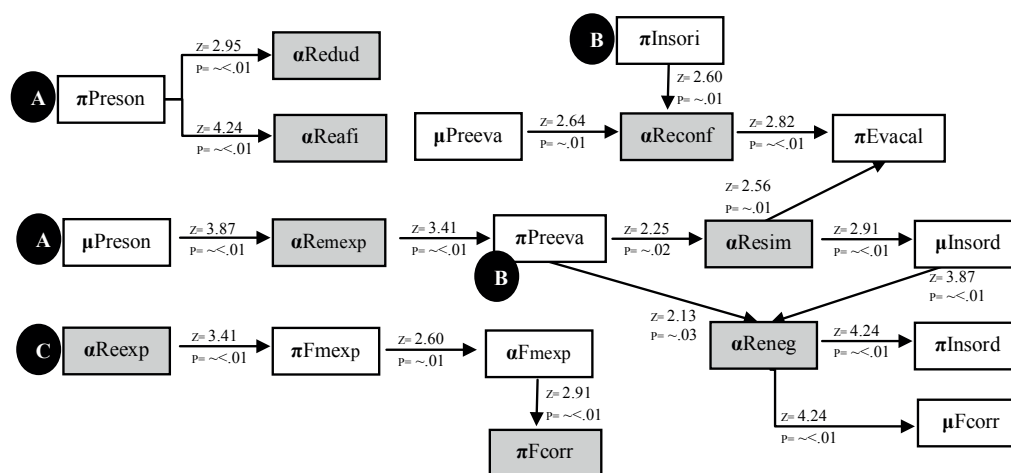 B πInsori
Z= 2.95
αRedud
P= ~<.01
Z= 2.60
P= ~.01
A πPreson
Z= 4.24
P= ~<.01
αReafi
μPreeva
Z= 2.64
P= ~.01
αReconf
Z= 2.82
P= ~<.01
πEvacal
Z= 2.56
P= ~.01
A μPreson
Z= 3.87
P= ~<.01
αRemexp
Z= 3.41
P= ~<.01
πPreeva
B
Z= 2.25
P= ~.02
αResim
Z= 2.91
P= ~<.01
μInsord
Z= 3.87
P= ~<.01
Z= 2.13
P= ~.03
C αReexp
Z= 3.41
P= ~<.01
πFmexp
Z= 2.60
P= ~.01
αFmexp
αReneg
Z= 4.24
P= ~<.01
πInsord
Z= 2.91
P= ~<.01
πFcorr
Z= 4.24
P= ~<.01
μFcorr